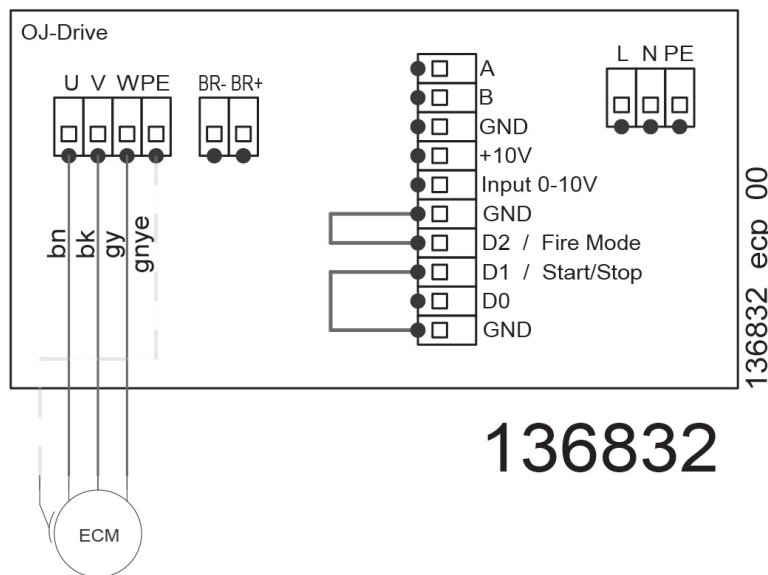 OJ-Drive
U V W PE
BR- BR+
bn
bk
gy
gnye
ECM
A
B
GND
+10V
Input 0-10V
GND
D2 / Fire Mode
D1 / Start/Stop
D0
GND
L N PE
136832 ecp 00
136832